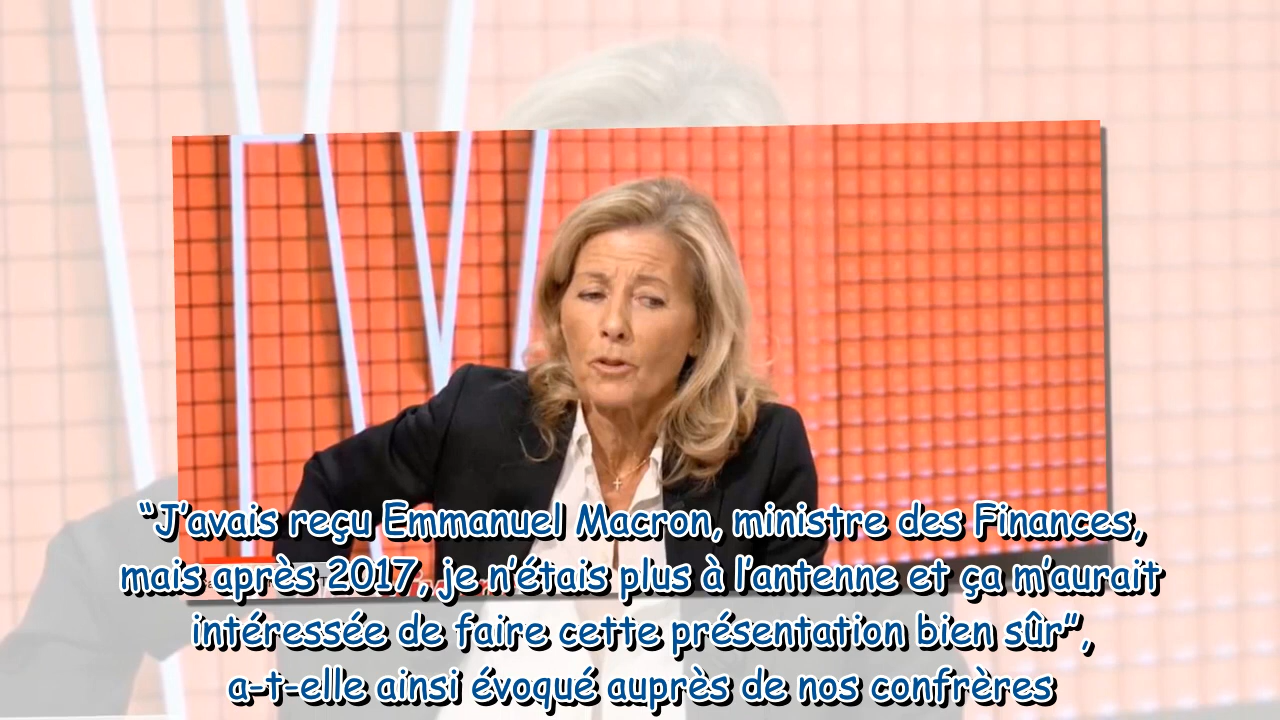 “J’avais reçu Emmanuel Macron, ministre des Finances,
mais après 2017, je n’étais plus à l’antenne et ça m’aurait
intéressée de faire cette présentation bien sûr”,
a-t-elle ainsi évoqué auprès de nos confrères